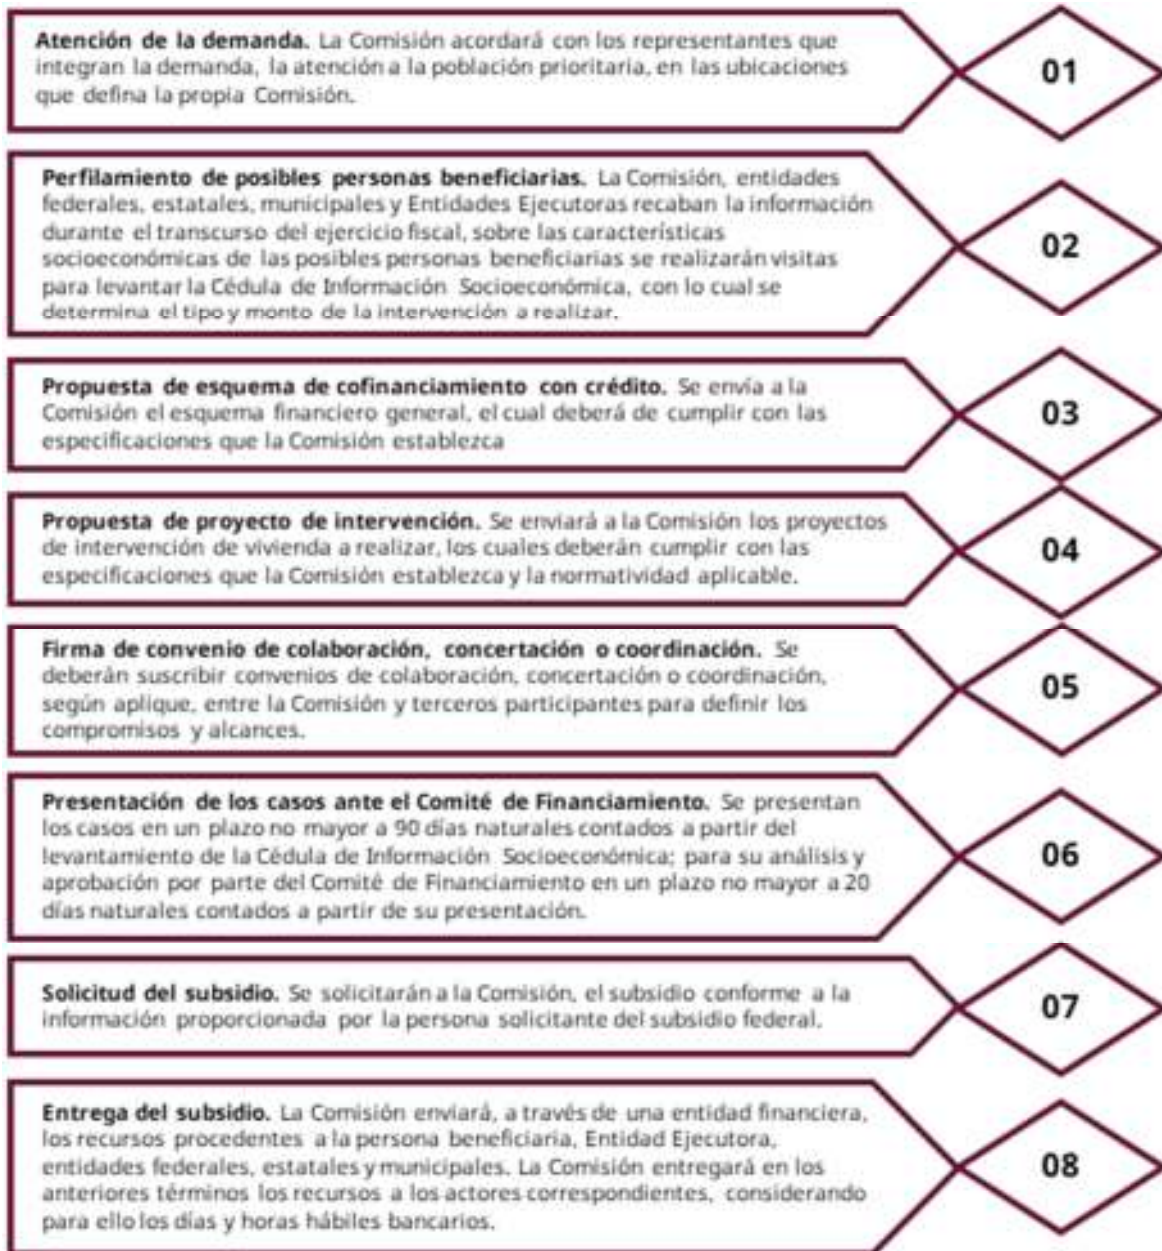 Atención de la demanda. La Comisión acordará con los representantes que
integran la demanda, la atención a la población prioritaria, en las ubicaciones
que defina la propia Comisión.
01
Perfilamiento de posibles personas beneficiarias. La Comisión, entidades
federales, estatales, municipales y Entidades Ejecutoras recaban la información
durante el transcurso del ejercicio fiscal, sobre las características
socioeconómicas de las posibles personas beneficiarias se realizarán visitas
para levantar la Cédula de Información Socioeconómica, con lo cual se
determina el tipo y monto de la intervención a realizar.
02
Propuesta de esquema de cofinanciamiento con crédito. Se envía a la
Comisión el esquema financiero general, el cual deberá de cumplir con las
especificaciones que la Comisión establezca
03
Propuesta de proyecto de intervención. Se enviará a la Comisión los proyectos
de intervención de vivienda a realizar, los cuales deberán cumplir con las
especificaciones que la Comisión establezca y la normatividad aplicable.
04
Firma de convenio de colaboración, concertación o coordinación. Se
deberán suscribir convenios de colaboración, concertación o coordinación,
según aplique, entre la Comisión y terceros participantes para definir los
compromisos y alcances.
05
Presentación de los casos ante el Comité de Financiamiento. Se presentan
los casos en un plazo no mayor a 90 días naturales contados a partir del
levantamiento de la Cédula de Información Socioeconómica; para su análisis y
aprobación por parte del Comité de Financiamiento en un plazo no mayor a 20
días naturales contados a partir de su presentación.
06
Solicitud del subsidio. Se solicitarán a la Comisión, el subsidio conforme a la
información proporcionada por la persona solicitante del subsidio federal.
07
Entrega del subsidio. La Comisión enviará, a través de una entidad financiera,
los recursos procedentes a la persona beneficiaria, Entidad Ejecutora,
entidades federales, estatales y municipales. La Comisión entregará en los
anteriores términos los recursos a los actores correspondientes, considerando
para ello los días y horas hábiles bancarios.
08